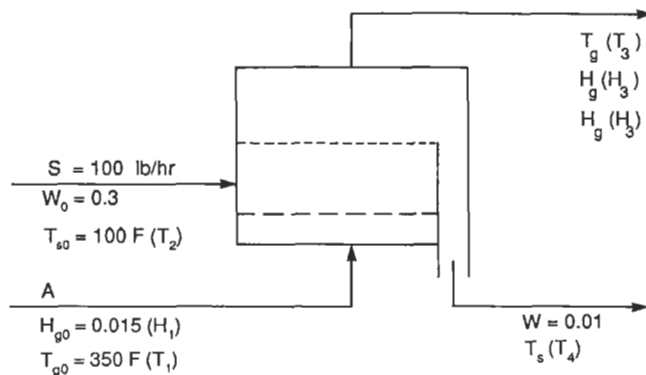 T_g (T_3)
H_g (H_3)
H_g (H_3)
S = 100 lb/hr
W_0 = 0.3
T_s0 = 100 F (T_2)
A
H_g0 = 0.015 (H_1)
T_g0 = 350 F (T_1)
W = 0.01
T_s (T_4)